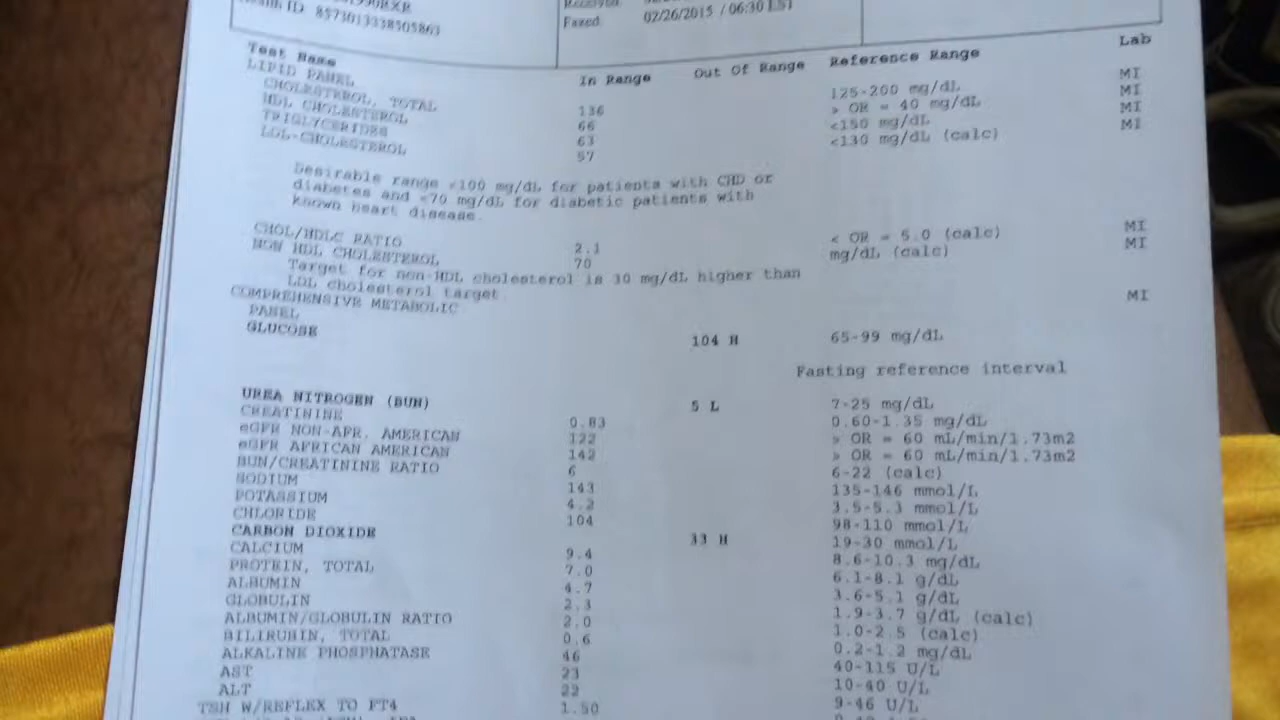 8573013338505863
Faxed 02/26/2015 / 06:30 EST
Test Name In Range Out Of Range Reference Range Lab
LIPID PANEL
CHOLESTEROL, TOTAL 136 125-200 mg/dL MI
HDL CHOLESTEROL 66 > OR = 40 mg/dL MI
TRIGLYCERIDES 63 <150 mg/dL MI
LDL-CHOLESTEROL 57 <130 mg/dL (calc) MI
Desirable range <100 mg/dL for patients with CHD or
diabetes and <70 mg/dL for diabetic patients with
known heart disease.
CHOL/HDLC RATIO 2.1 < OR = 5.0 (calc) MI
NON HDL CHOLESTEROL 70 mg/dL (calc) MI
Target for non-HDL cholesterol is 30 mg/dL higher than
LDL cholesterol target.
COMPREHENSIVE METABOLIC MI
PANEL
GLUCOSE 104 H 65-99 mg/dL
Fasting reference interval
UREA NITROGEN (BUN) 5 L 7-25 mg/dL
CREATININE 0.83 0.60-1.35 mg/dL
eGFR NON-AFR. AMERICAN 122 > OR = 60 mL/min/1.73m2
eGFR AFRICAN AMERICAN 142 > OR = 60 mL/min/1.73m2
BUN/CREATININE RATIO 6 6-22 (calc)
SODIUM 143 135-146 mmol/L
POTASSIUM 4.2 3.5-5.3 mmol/L
CHLORIDE 104 98-110 mmol/L
CARBON DIOXIDE 33 H 19-30 mmol/L
CALCIUM 9.4 8.6-10.3 mg/dL
PROTEIN, TOTAL 7.0 6.1-8.1 g/dL
ALBUMIN 4.7 3.6-5.1 g/dL
GLOBULIN 2.3 1.9-3.7 g/dL (calc)
ALBUMIN/GLOBULIN RATIO 2.0 1.0-2.5 (calc)
BILIRUBIN, TOTAL 0.6 0.2-1.2 mg/dL
ALKALINE PHOSPHATASE 46 40-115 U/L
AST 23 10-40 U/L
ALT 22 9-46 U/L
TSH W/REFLEX TO FT4 1.50